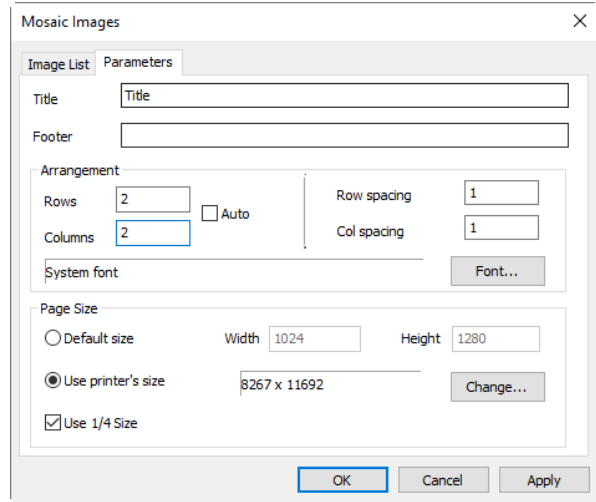 Mosaic Images
Image List Parameters
Title Title
Footer
Arrangement
Rows 2 Auto Row spacing 1
Columns 2 Col spacing 1
System font Font...
Page Size
Default size Width 1024 Height 1280
Use printer's size 8267 x 11692 Change...
Use 1/4 Size
OK Cancel Apply